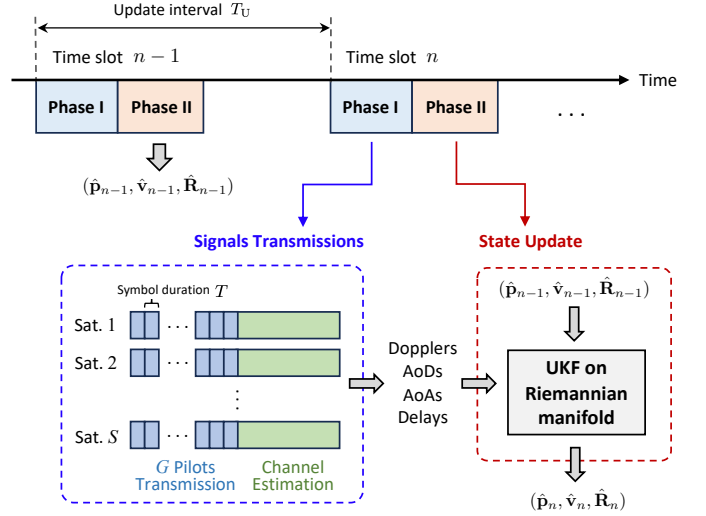 Update interval T_U
Time slot n − 1
Time slot n
Time
Phase I
Phase II
Phase I
Phase II
. . .
(p̂_{n−1}, v̂_{n−1}, R̂_{n−1})
Signals Transmissions
State Update
Symbol duration T
Sat. 1
. . .
Sat. 2
. . .
⋮
Sat. S
. . .
G Pilots
Transmission
Channel
Estimation
Dopplers
AoDs
AoAs
Delays
(p̂_{n−1}, v̂_{n−1}, R̂_{n−1})
UKF on
Riemannian
manifold
(p̂_n, v̂_n, R̂_n)